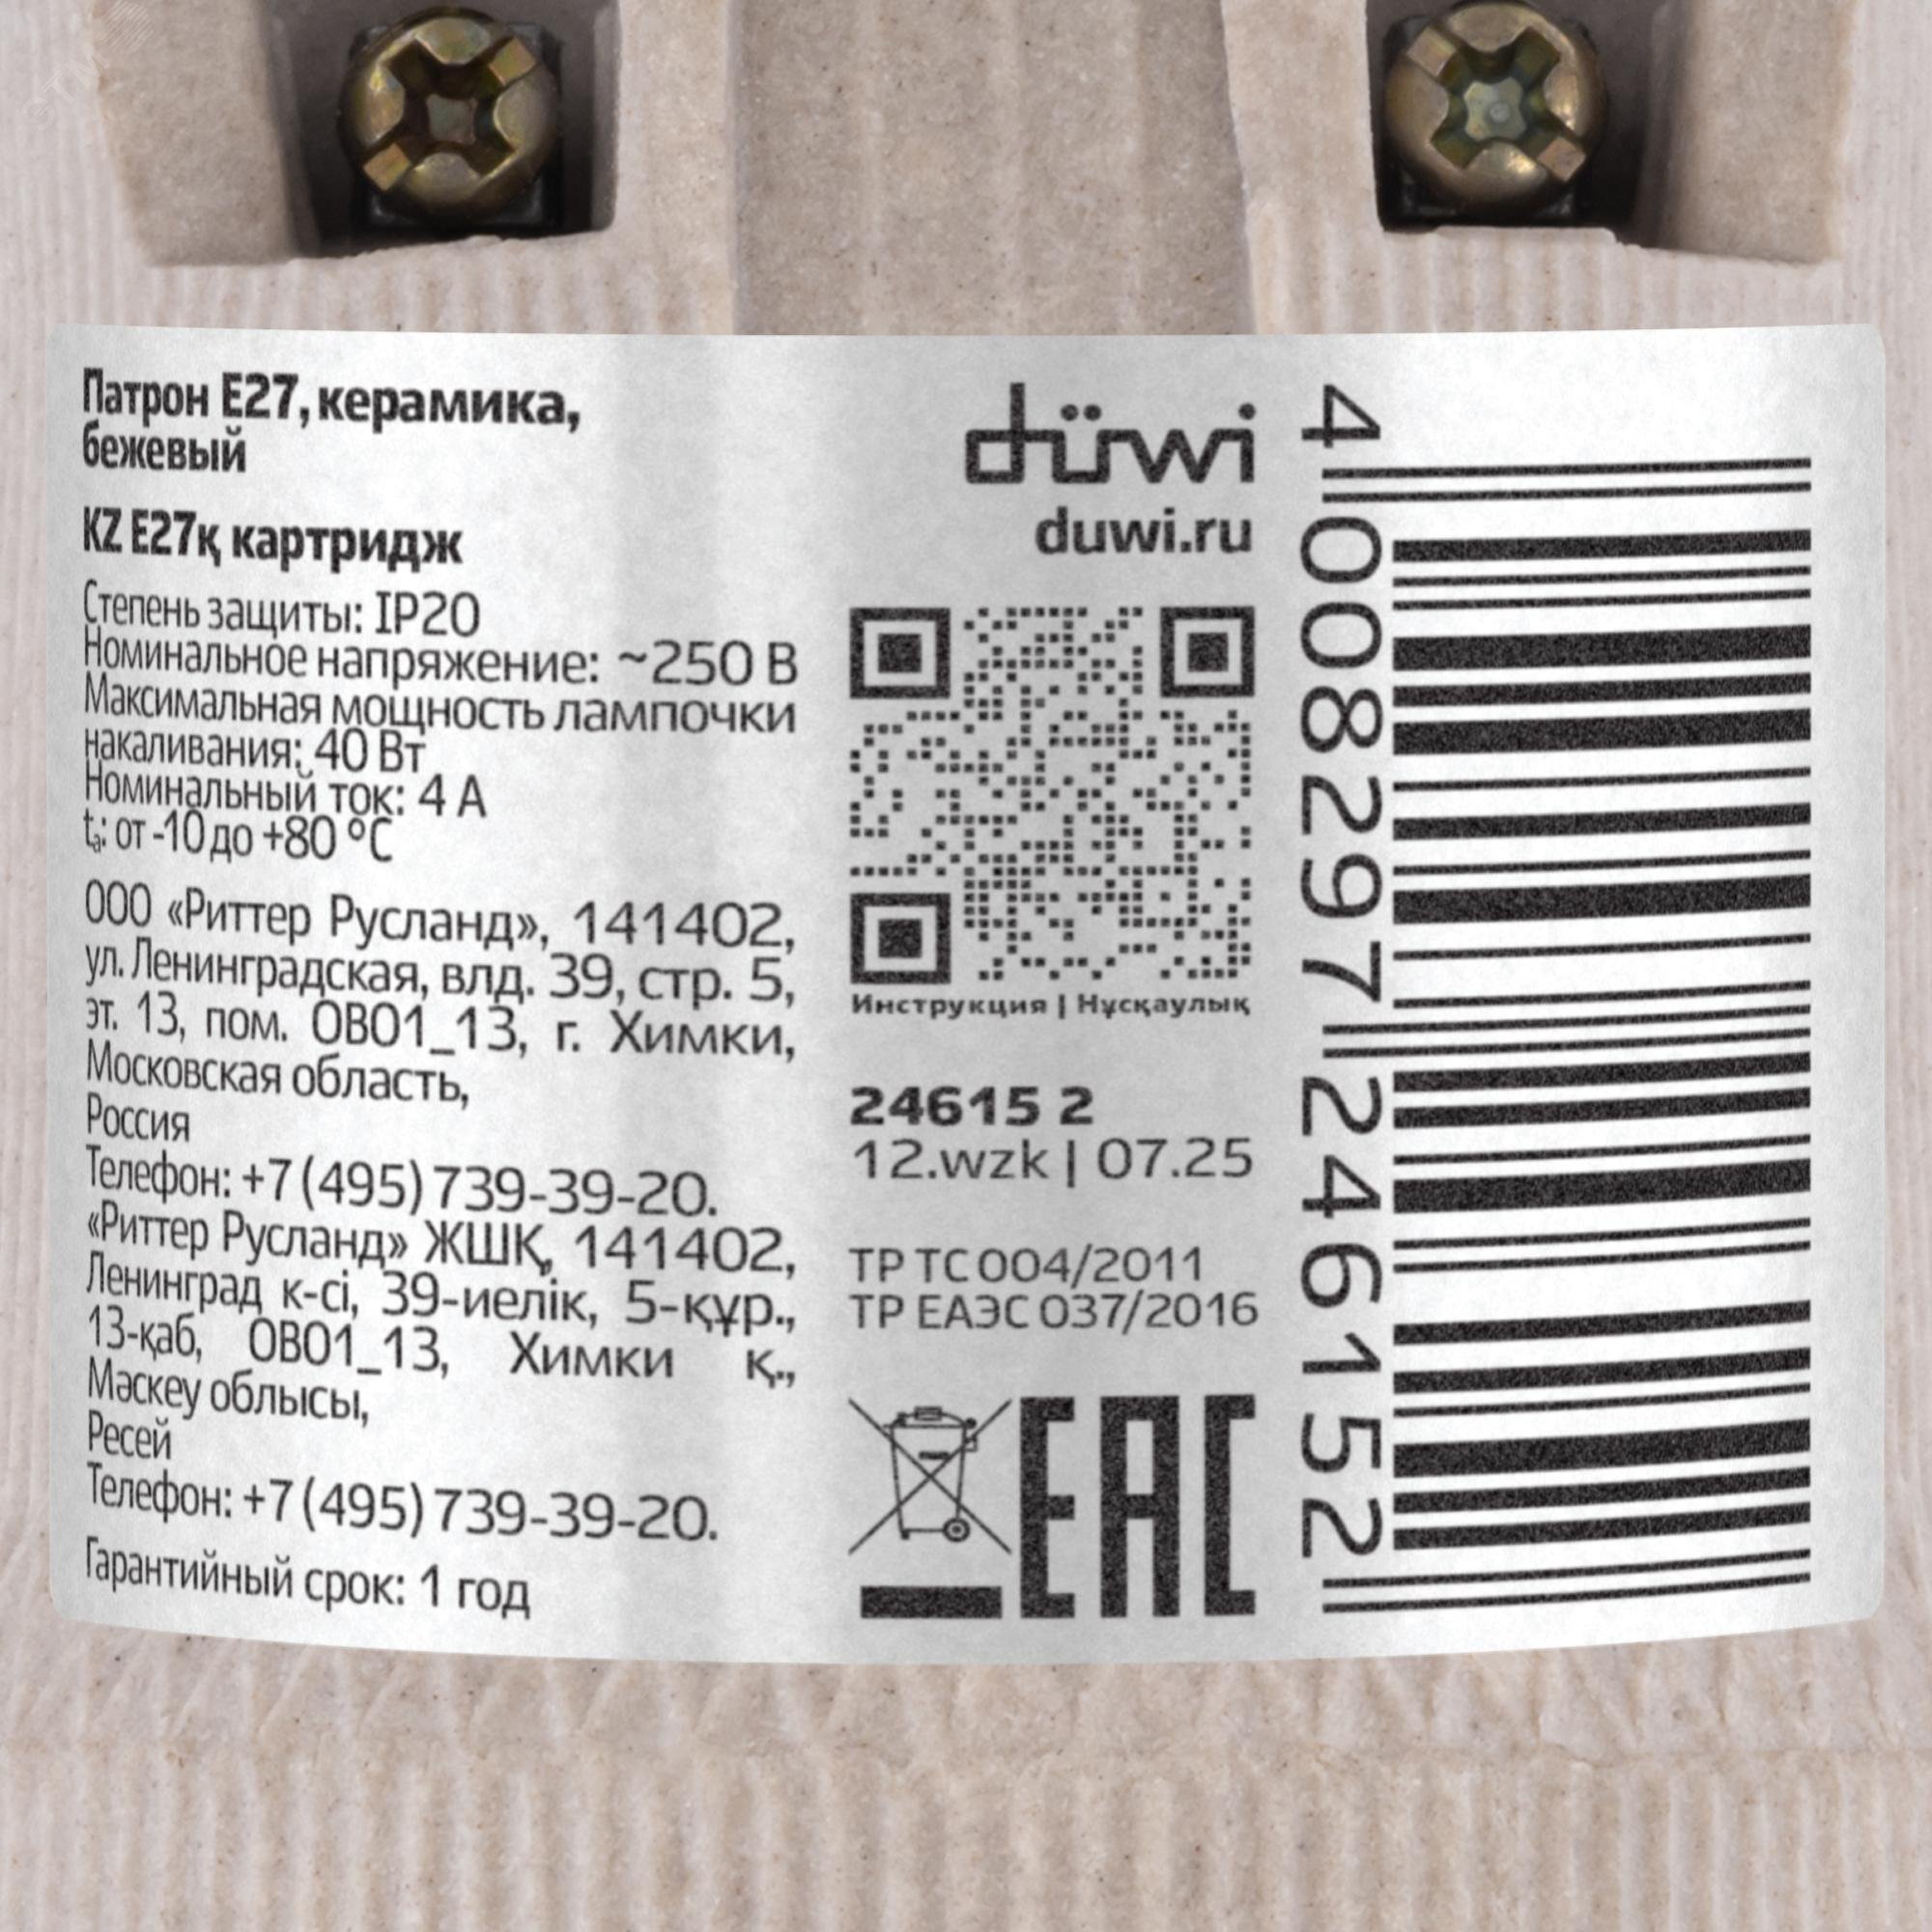 Патрон E27, керамика,
бежевый
KZ E27қ картридж
Степень защиты: IP20
Номинальное напряжение: ~250 В
Максимальная мощность лампочки
накаливания: 40 Вт
Номинальный ток: 4 А
ta: от -10 до +80 °C
ООО «Риттер Русланд», 141402,
ул. Ленинградская, влд. 39, стр. 5,
эт. 13, пом. ОВ01_13, г. Химки,
Московская область,
Россия
Телефон: +7 (495) 739-39-20.
«Риттер Русланд» ЖШҚ, 141402,
Ленинград к-сі, 39-иелік, 5-құр.,
13-қаб, ОВ01_13, Химки қ.,
Мәскеу облысы,
Ресей
Телефон: +7 (495) 739-39-20.
Гарантийный срок: 1 год
düwi
duwi.ru
Инструкция | Нұсқаулық
24615 2
12.wzk | 07.25
ТР ТС 004/2011
ТР ЕАЭС 037/2016
EAC
4 008297 246152